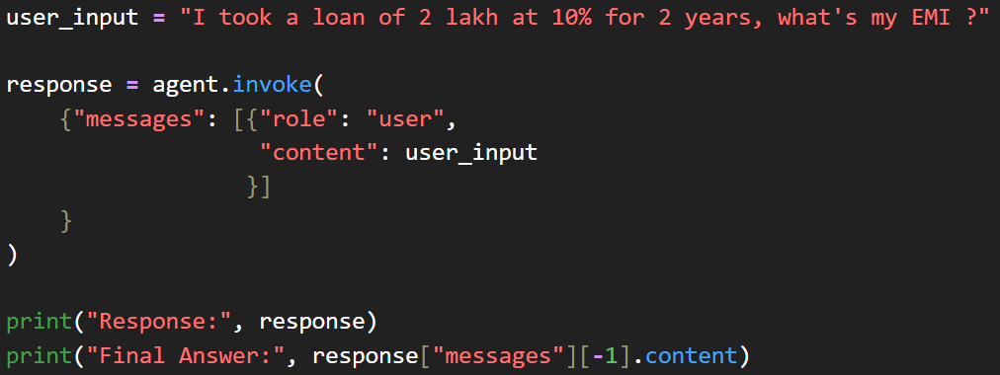 user_input = "I took a loan of 2 lakh at 10% for 2 years, what's my EMI ?"
response = agent.invoke(
    {"messages": [{"role": "user",
                   "content": user_input
                  }]
    }
)
print("Response:", response)
print("Final Answer:", response["messages"][-1].content)